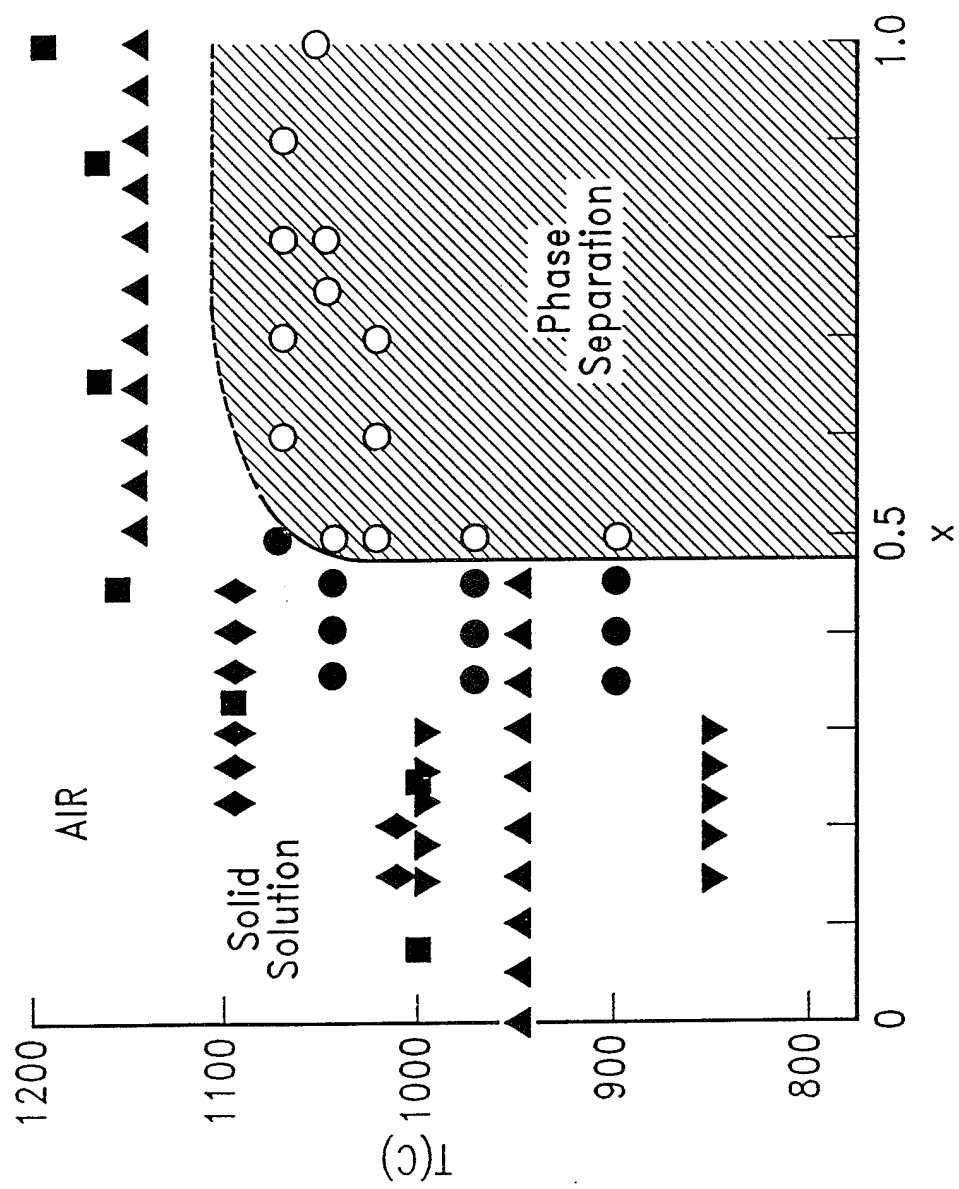 AIR
Solid
Solution
Phase
Separation
1200
1100
1000
900
800
T(C)
0
0.5
1.0
x